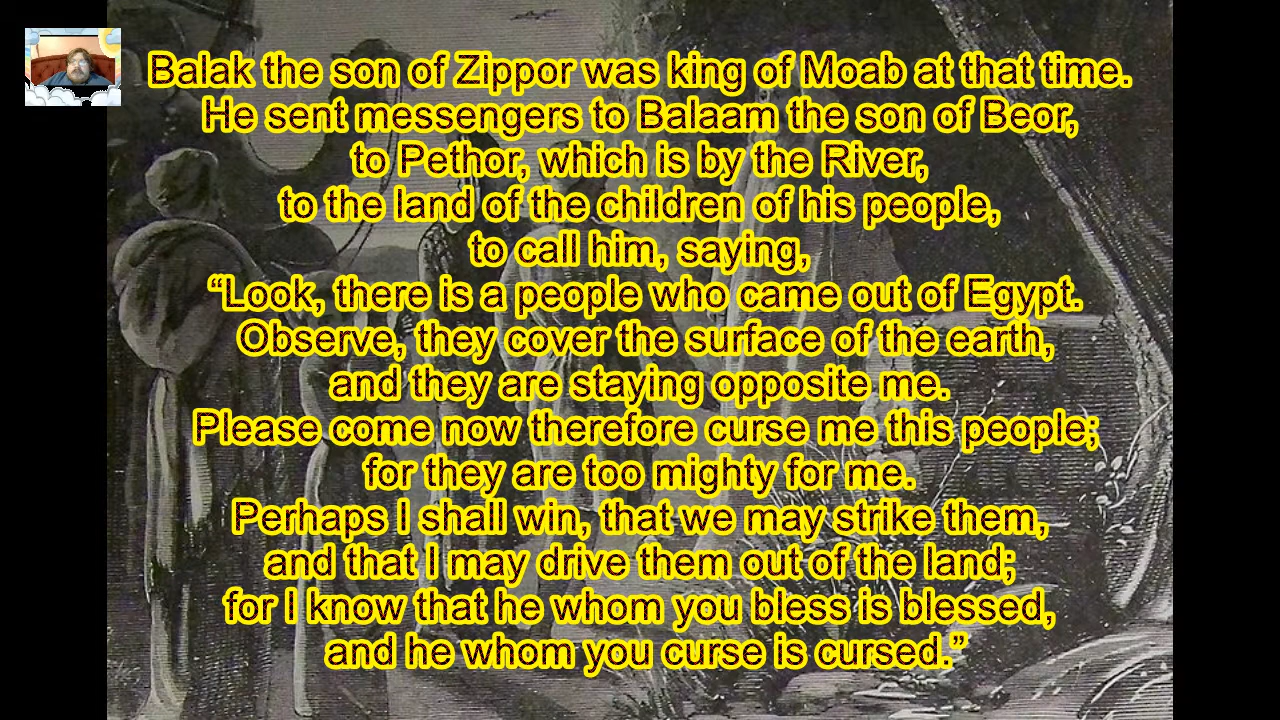 Balak the son of Zippor was king of Moab at that time.
He sent messengers to Balaam the son of Beor,
to Pethor, which is by the River,
to the land of the children of his people,
to call him, saying,
“Look, there is a people who came out of Egypt.
Observe, they cover the surface of the earth,
and they are staying opposite me.
Please come now therefore curse me this people;
for they are too mighty for me.
Perhaps I shall win, that we may strike them,
and that I may drive them out of the land;
for I know that he whom you bless is blessed,
and he whom you curse is cursed.”